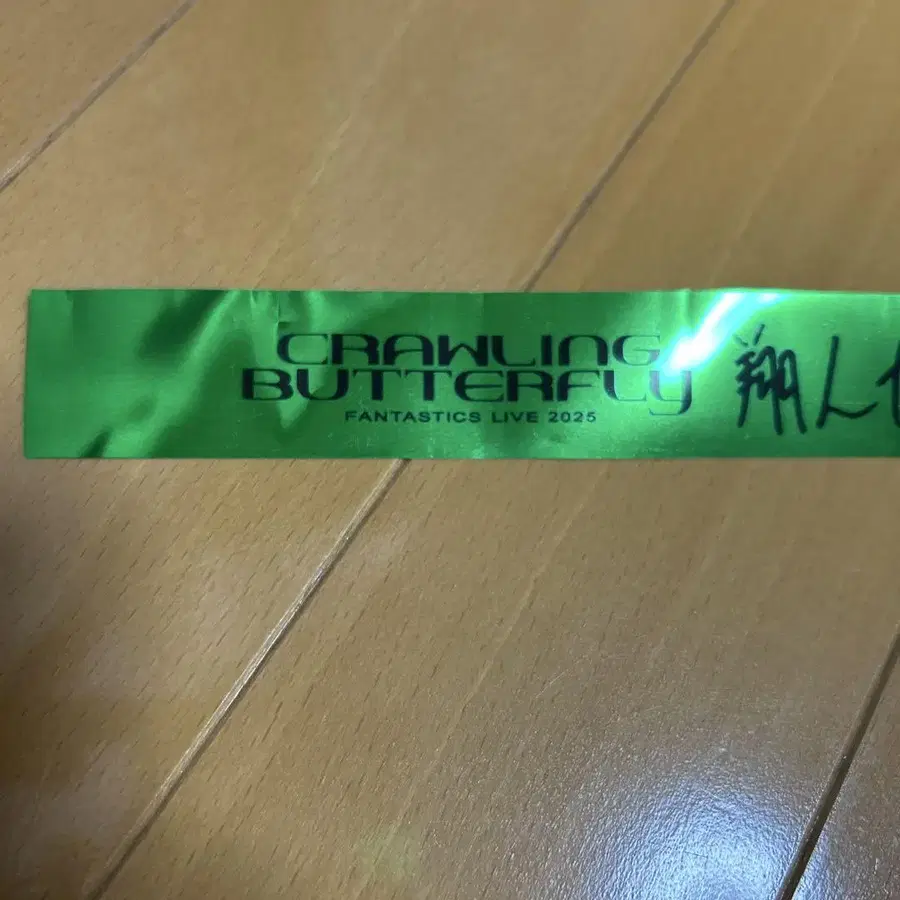 CRAWLING
BUTTERFLY
FANTASTICS LIVE 2025
翔人